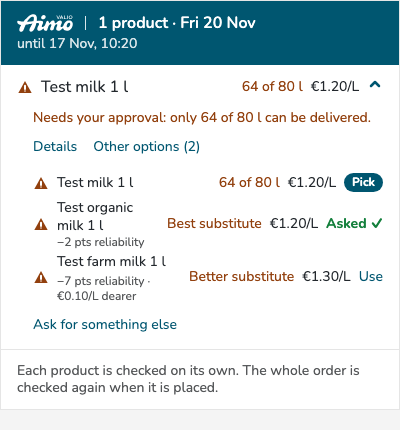 Aimo VALIO | 1 product · Fri 20 Nov
until 17 Nov, 10:20
Test milk 1 l 64 of 80 l €1.20/L
Needs your approval: only 64 of 80 l can be delivered.
Details Other options (2)
Test milk 1 l 64 of 80 l €1.20/L Pick
Test organic
milk 1 l Best substitute €1.20/L Asked ✓
−2 pts reliability
Test farm milk 1 l
−7 pts reliability · Better substitute €1.30/L Use
€0.10/L dearer
Ask for something else
Each product is checked on its own. The whole order is
checked again when it is placed.